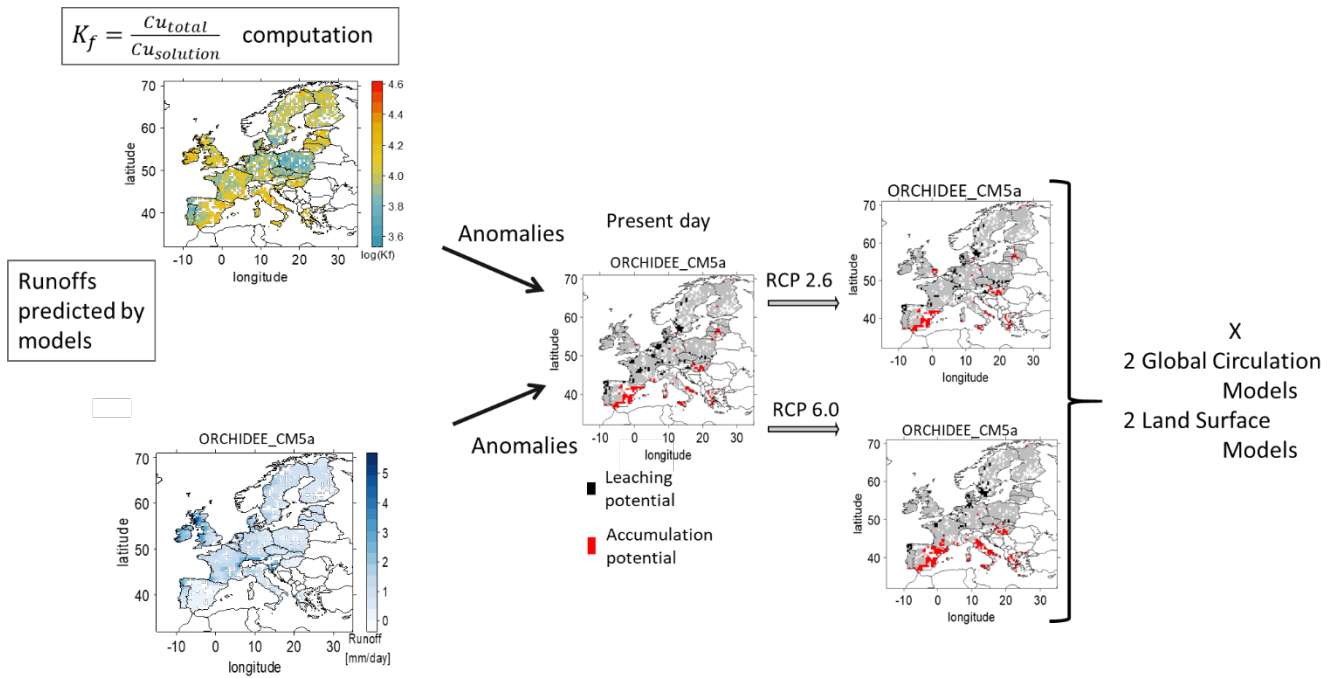 K_f = Cu_total / Cu_solution computation
70
60
50
40
latitude
-10 0 10 20 30
longitude
4.6
4.4
4.2
4.0
3.8
3.6
log(Kf)
Runoffs
predicted by
models
ORCHIDEE_CM5a
70
60
50
40
latitude
-10 0 10 20 30
longitude
5
4
3
2
1
0
Runoff
[mm/day]
Anomalies
Anomalies
Present day
ORCHIDEE_CM5a
70
60
50
40
latitude
-10 0 10 20 30
longitude
Leaching
potential
Accumulation
potential
RCP 2.6
RCP 6.0
ORCHIDEE_CM5a
70
60
50
40
latitude
-10 0 10 20 30
longitude
ORCHIDEE_CM5a
70
60
50
40
latitude
-10 0 10 20 30
longitude
X
2 Global Circulation
Models
2 Land Surface
Models